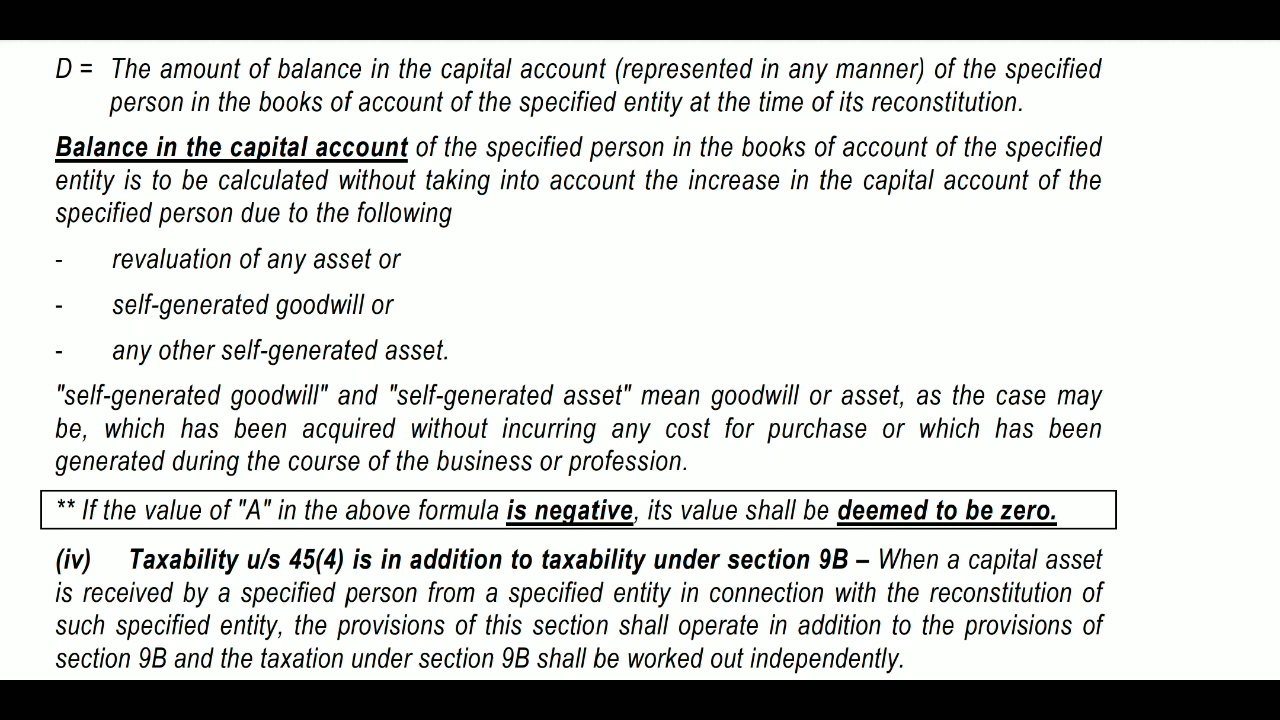 D = The amount of balance in the capital account (represented in any manner) of the specified
person in the books of account of the specified entity at the time of its reconstitution.
Balance in the capital account of the specified person in the books of account of the specified
entity is to be calculated without taking into account the increase in the capital account of the
specified person due to the following
- revaluation of any asset or
- self-generated goodwill or
- any other self-generated asset.
"self-generated goodwill" and "self-generated asset" mean goodwill or asset, as the case may
be, which has been acquired without incurring any cost for purchase or which has been
generated during the course of the business or profession.
** If the value of "A" in the above formula is negative, its value shall be deemed to be zero.
(iv) Taxability u/s 45(4) is in addition to taxability under section 9B – When a capital asset
is received by a specified person from a specified entity in connection with the reconstitution of
such specified entity, the provisions of this section shall operate in addition to the provisions of
section 9B and the taxation under section 9B shall be worked out independently.